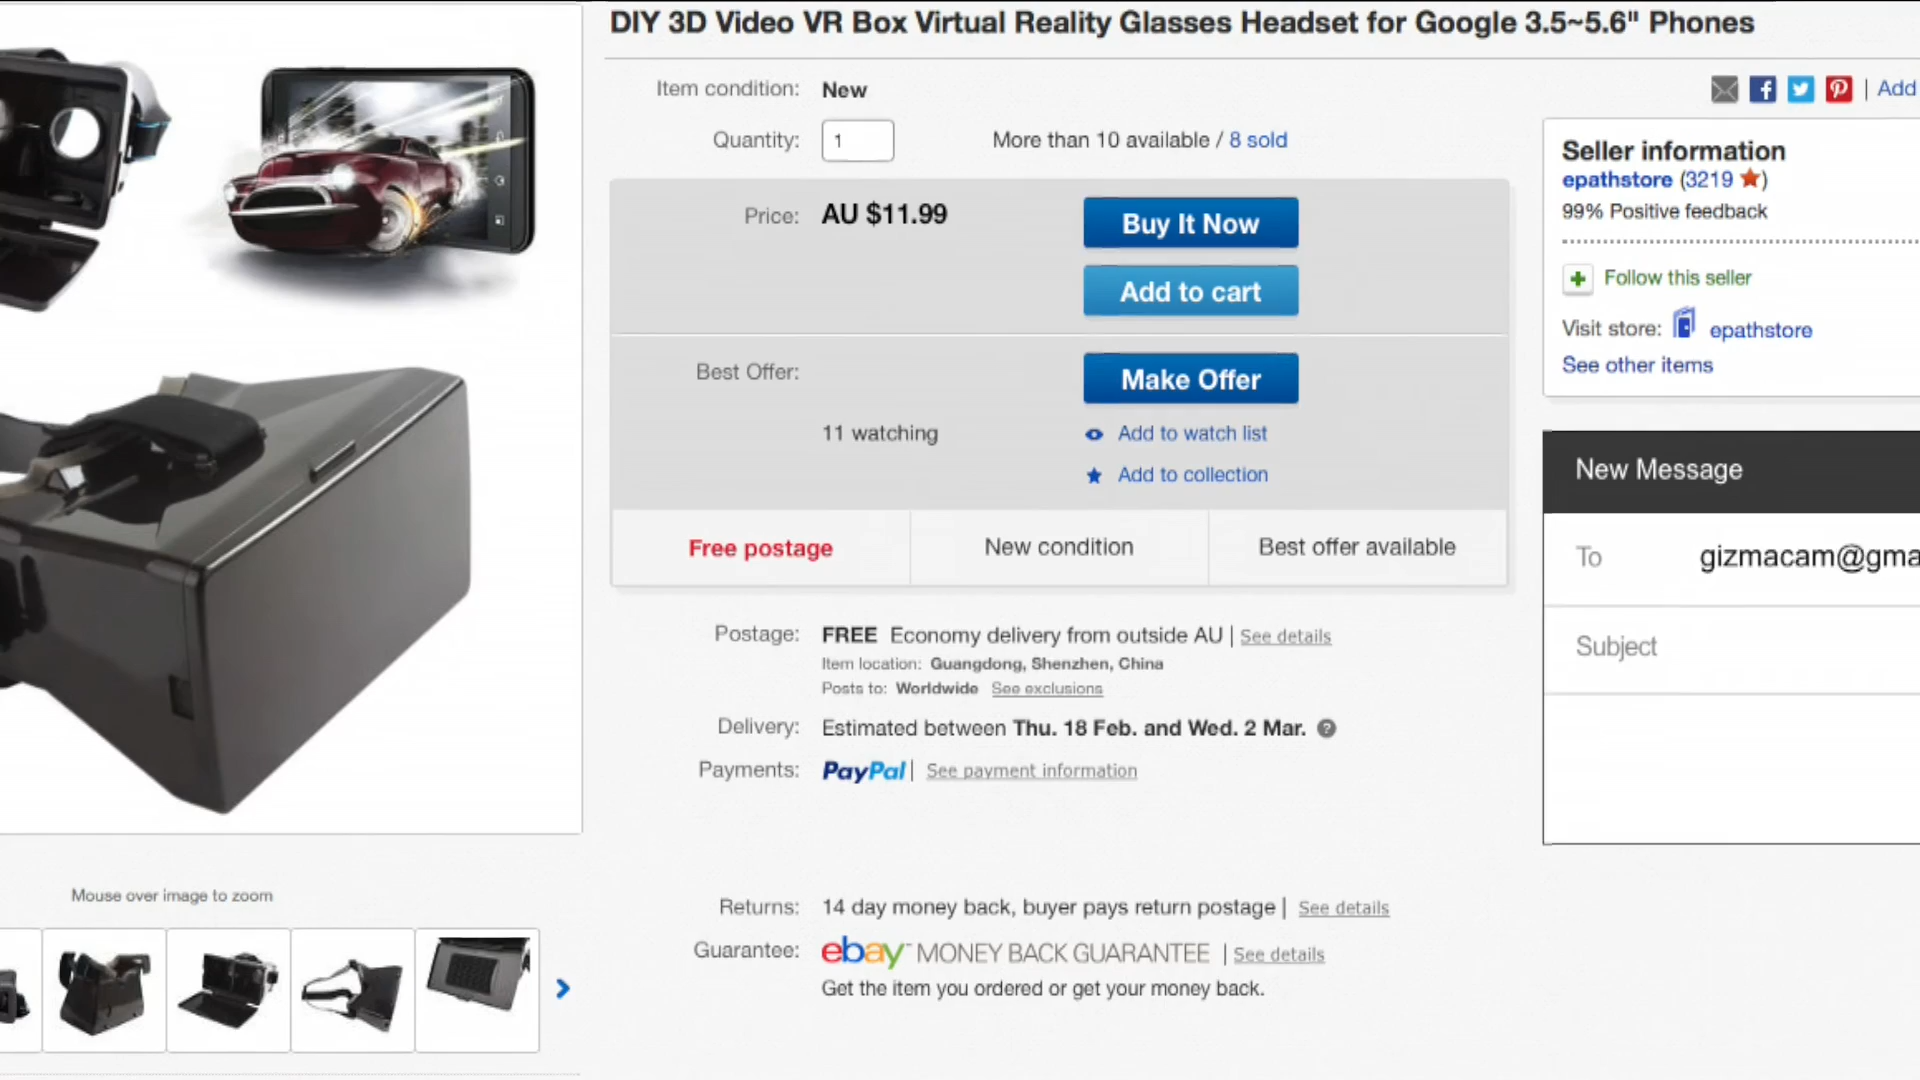 DIY 3D Video VR Box Virtual Reality Glasses Headset for Google 3.5~5.6" Phones
Item condition: New
| Add
Quantity: 1 More than 10 available / 8 sold
Price: AU $11.99
Buy It Now
Add to cart
Best Offer:
Make Offer
11 watching
Add to watch list
Add to collection
Free postage New condition Best offer available
Postage: FREE Economy delivery from outside AU | See details
Item location: Guangdong, Shenzhen, China
Posts to: Worldwide See exclusions
Delivery: Estimated between Thu. 18 Feb. and Wed. 2 Mar. ?
Payments: PayPal | See payment information
Returns: 14 day money back, buyer pays return postage | See details
Guarantee: ebay™ MONEY BACK GUARANTEE | See details
Get the item you ordered or get your money back.
Seller information
epathstore (3219 ★)
99% Positive feedback
Follow this seller
Visit store: epathstore
See other items
New Message
To gizmacam@gma
Subject
Mouse over image to zoom